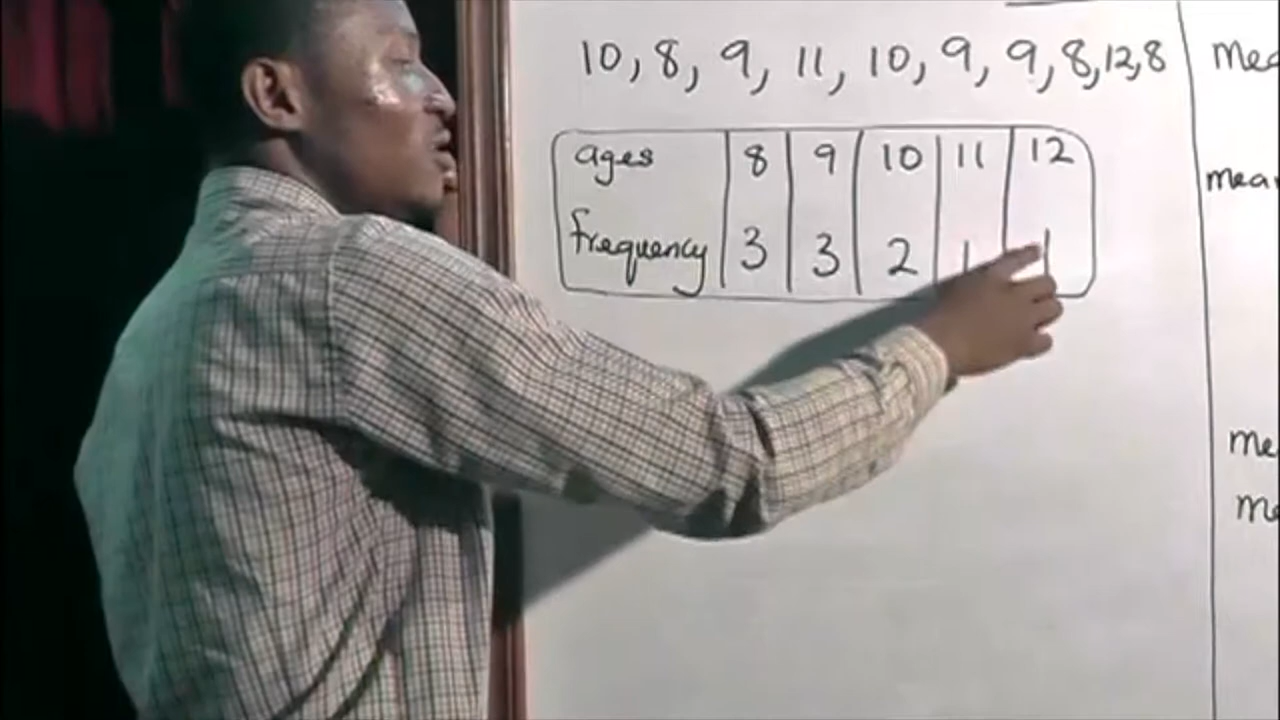 10, 8, 9, 11, 10, 9, 9, 8, 12, 8
ages 8 9 10 11 12
frequency 3 3 2 1 1